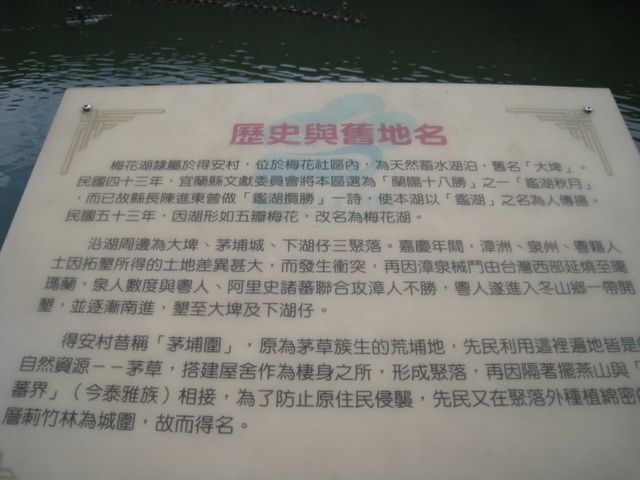 歷史與舊地名
梅花湖隸屬於得安村,位於梅花社區內,為天然蓄水湖泊,舊名「大埤」。
民國四十三年,宜蘭縣文獻委員會將本區選為「蘭陽十八勝」之一「鑑湖秋月」
,而已故縣長陳進東曾做「鑑湖攬勝」一詩,使本湖以「鑑湖」之名為人傳揚。
民國五十三年,因湖形如五瓣梅花,改名為梅花湖。
沿湖周邊為大埤、茅埔城、下湖仔三聚落。嘉慶年間,漳洲、泉州、粵籍人
士因拓墾所得的土地差異甚大,而發生衝突,再因漳泉械鬥由台灣西部延燒至噶
瑪蘭,泉人數度與粵人、阿里史諸蕃聯合攻漳人不勝,粵人遂進入冬山鄉一帶開
墾,並逐漸南進,墾至大埤及下湖仔。
得安村昔稱「茅埔圍」,原為茅草簇生的荒埔地,先民利用這裡遍地皆是
自然資源--茅草,搭建屋舍作為棲身之所,形成聚落,再因隔著擺燕山與「
蕃界」(今泰雅族)相接,為了防止原住民侵襲,先民又在聚落外種植綿密
厝莿竹林為城圍,故而得名。